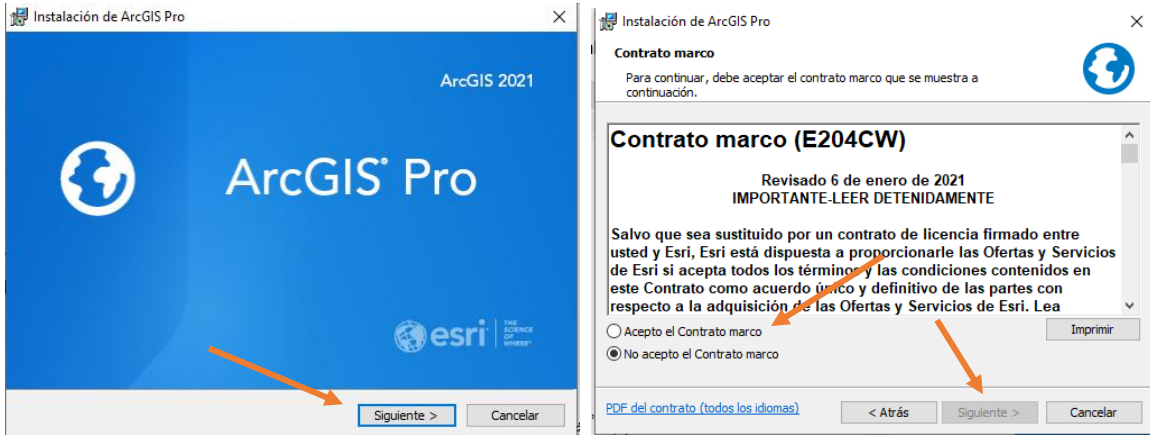 Instalación de ArcGIS Pro
ArcGIS 2021
ArcGIS® Pro
esri
THE
SCIENCE
OF
WHERE®
Siguiente >
Cancelar
Instalación de ArcGIS Pro
Contrato marco
Para continuar, debe aceptar el contrato marco que se muestra a
continuación.
Contrato marco (E204CW)
Revisado 6 de enero de 2021
IMPORTANTE-LEER DETENIDAMENTE
Salvo que sea sustituido por un contrato de licencia firmado entre
usted y Esri, Esri está dispuesta a proporcionarle las Ofertas y Servicios
de Esri si acepta todos los términos y las condiciones contenidos en
este Contrato como acuerdo único y definitivo de las partes con
respecto a la adquisición de las Ofertas y Servicios de Esri. Lea
Acepto el Contrato marco
Imprimir
No acepto el Contrato marco
PDF del contrato (todos los idiomas)
< Atrás
Siguiente >
Cancelar